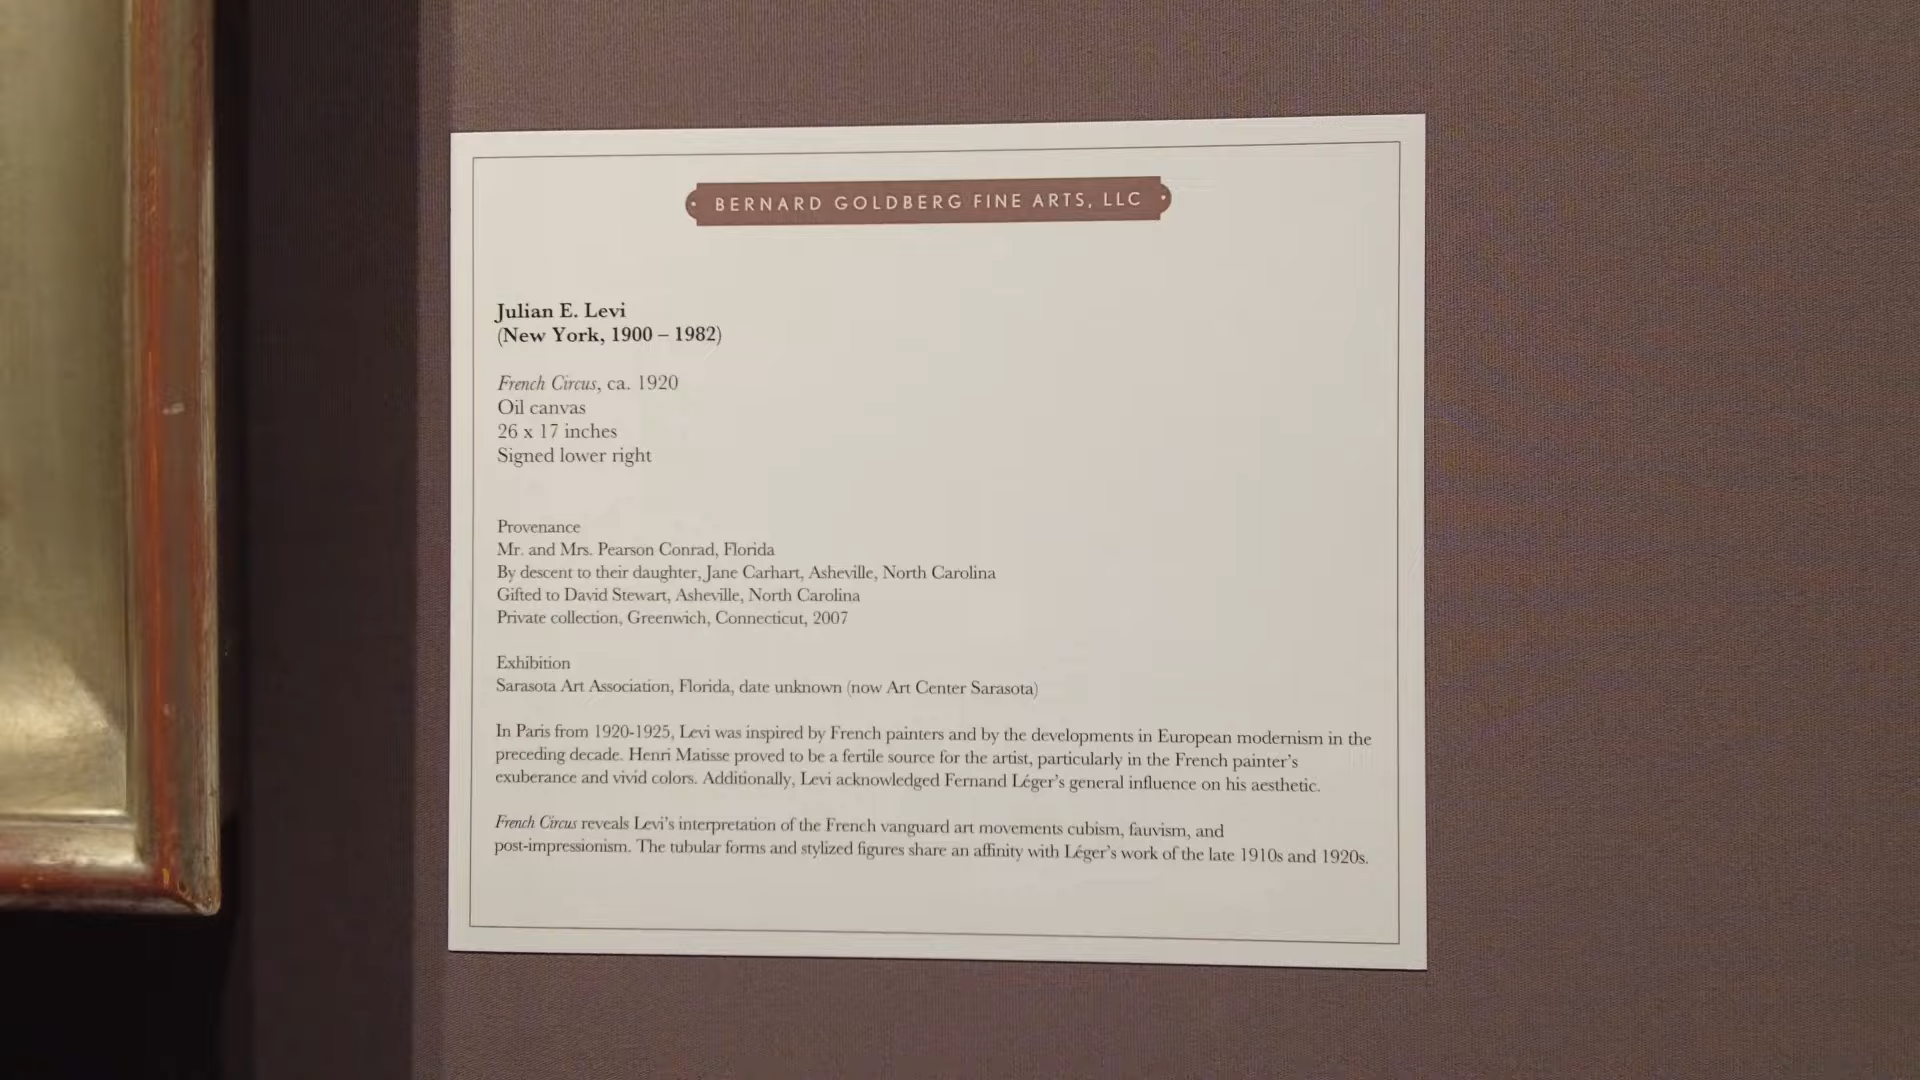 BERNARD GOLDBERG FINE ARTS, LLC
Julian E. Levi
(New York, 1900 – 1982)
French Circus, ca. 1920
Oil canvas
26 x 17 inches
Signed lower right
Provenance
Mr. and Mrs. Pearson Conrad, Florida
By descent to their daughter, Jane Carhart, Asheville, North Carolina
Gifted to David Stewart, Asheville, North Carolina
Private collection, Greenwich, Connecticut, 2007
Exhibition
Sarasota Art Association, Florida, date unknown (now Art Center Sarasota)
In Paris from 1920-1925, Levi was inspired by French painters and by the developments in European modernism in the
preceding decade. Henri Matisse proved to be a fertile source for the artist, particularly in the French painter’s
exuberance and vivid colors. Additionally, Levi acknowledged Fernand Léger’s general influence on his aesthetic.
French Circus reveals Levi’s interpretation of the French vanguard art movements cubism, fauvism, and
post-impressionism. The tubular forms and stylized figures share an affinity with Léger’s work of the late 1910s and 1920s.